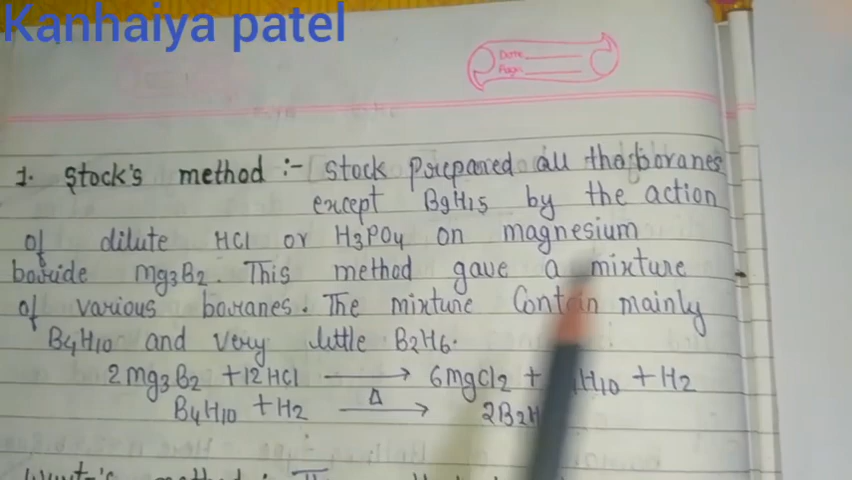 Kanhaiya patel
Date
Page
1. Stock's method :- Stock prepared all the boranes
except B9H15 by the action
of dilute HCl or H3PO4 on magnesium
boride mg3B2. This method gave a mixture
of various boranes. The mixture Contain mainly
B4H10 and very little B2H6.
2mg3B2 + 12HCl → 6mgCl2 + H10 + H2
B4H10 + H2 Δ → 2B2H
method :